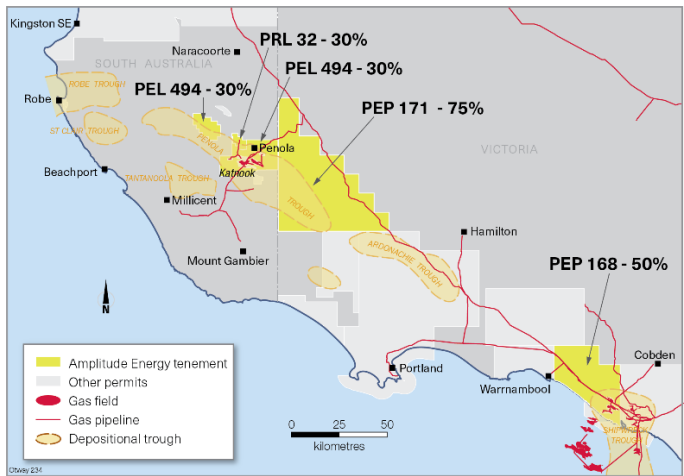 Kingston SE
Naracoorte
PRL 32 - 30%
SOUTH AUSTRALIA
PEL 494 - 30%
ROBE TROUGH
PEL 494 - 30%
Robe
PEP 171 - 75%
ST CLAIR TROUGH
PENOLA
Penola
VICTORIA
Katnook
Beachport
TANTANOOLA TROUGH
Millicent
TROUGH
Hamilton
ARDONACHIE TROUGH
Mount Gambier
PEP 168 - 50%
N
Amplitude Energy tenement
Other permits
Gas field
Gas pipeline
Depositional trough
Cobden
Portland
Warrnambool
0 25 50
kilometres
TROUGH
Otway 234